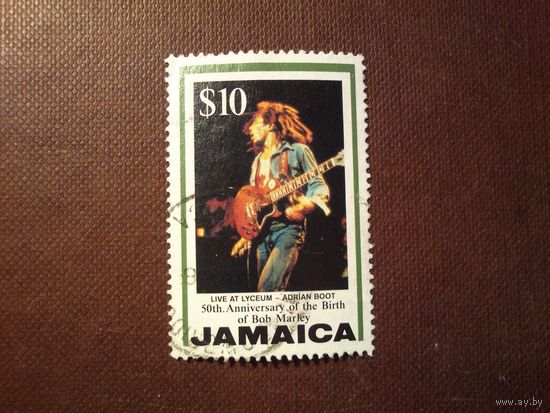 $10
LIVE AT LYCEUM - ADRIAN BOOT
50th. Anniversary of the Birth
of Bob Marley
JAMAICA
www.ay.by